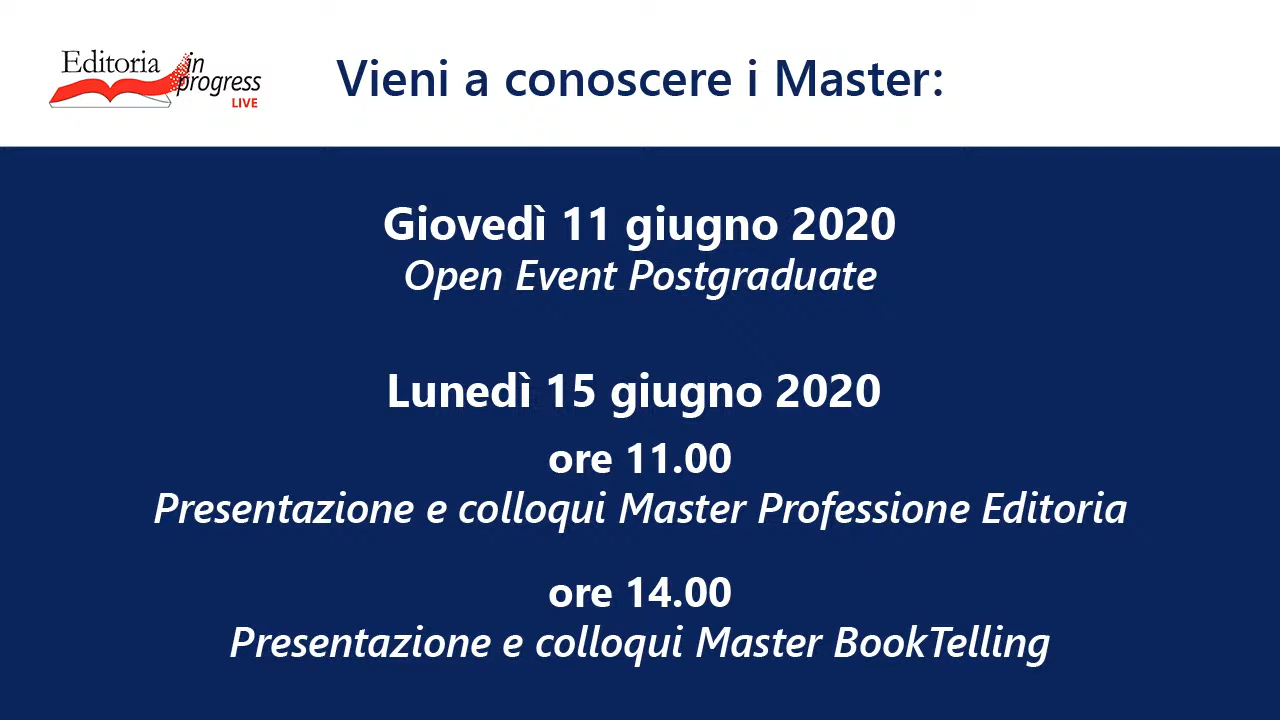 Editoria in
progress
LIVE
Vieni a conoscere i Master:
Giovedì 11 giugno 2020
Open Event Postgraduate
Lunedì 15 giugno 2020
ore 11.00
Presentazione e colloqui Master Professione Editoria
ore 14.00
Presentazione e colloqui Master BookTelling